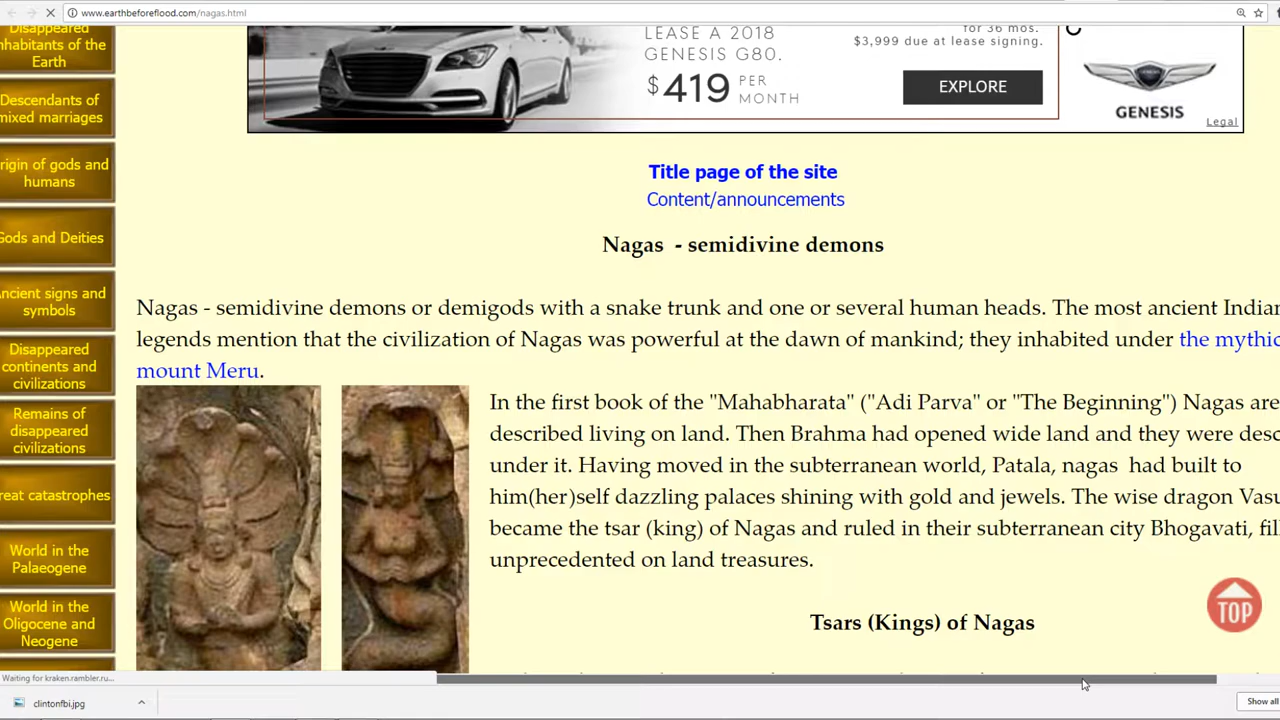 www.earthbeforeflood.com/nagas.html
Disappeared
inhabitants of the
Earth
Descendants of
mixed marriages
rigin of gods and
humans
Gods and Deities
Ancient signs and
symbols
Disappeared
continents and
civilizations
Remains of
disappeared
civilizations
reat catastrophes
World in the
Palaeogene
World in the
Oligocene and
Neogene
LEASE A 2018
GENESIS G80.
$419 PER
MONTH
for 36 mos.
$3,999 due at lease signing.
EXPLORE
GENESIS
Legal
Title page of the site
Content/announcements
Nagas - semidivine demons
Nagas - semidivine demons or demigods with a snake trunk and one or several human heads. The most ancient Indian
legends mention that the civilization of Nagas was powerful at the dawn of mankind; they inhabited under the mythic
mount Meru.
In the first book of the "Mahabharata" ("Adi Parva" or "The Beginning") Nagas are
described living on land. Then Brahma had opened wide land and they were desc
under it. Having moved in the subterranean world, Patala, nagas had built to
him(her)self dazzling palaces shining with gold and jewels. The wise dragon Vasu
became the tsar (king) of Nagas and ruled in their subterranean city Bhogavati, fil
unprecedented on land treasures.
Tsars (Kings) of Nagas
TOP
Waiting for kraken.rambler.ru...
clintonfbi.jpg
Show all